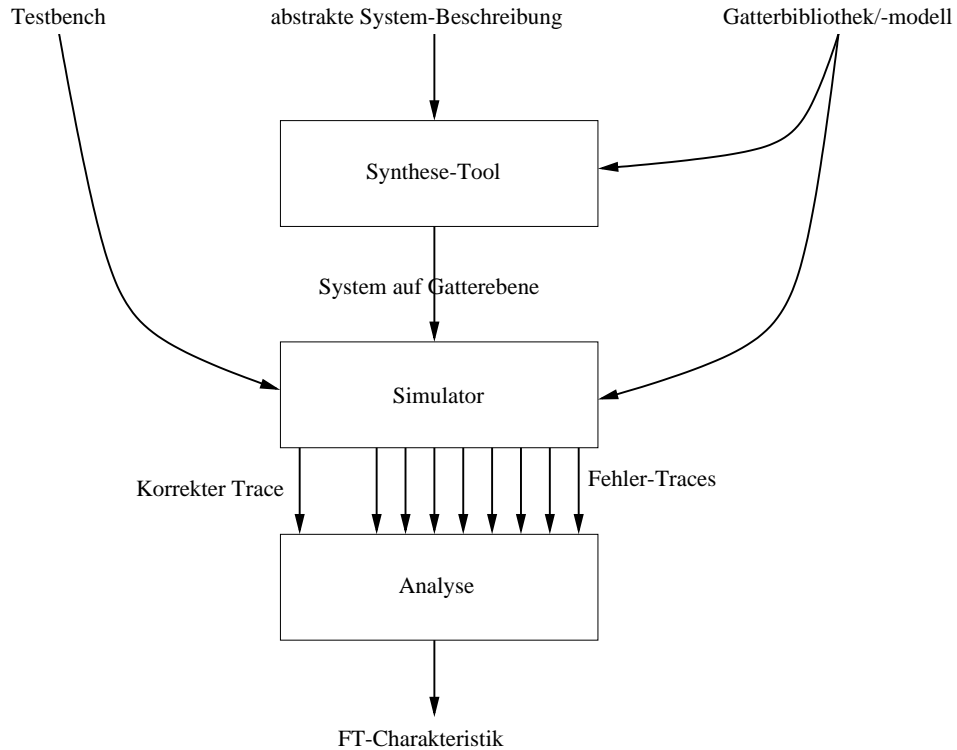 Testbench
abstrakte System-Beschreibung
Gatterbibliothek/-modell
Synthese-Tool
System auf Gatterebene
Simulator
Korrekter Trace
Fehler-Traces
Analyse
FT-Charakteristik